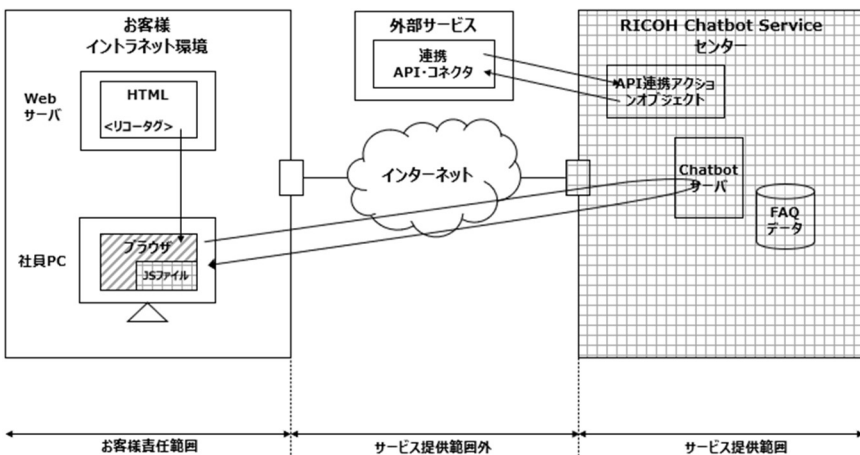 お客様
イントラネット環境
Web
サーバ
HTML
<リコータグ>
社員PC
ブラウザ
JSファイル
外部サービス
連携
API・コネクタ
インターネット
RICOH Chatbot Service
センター
API連携アクショ
ンオブジェクト
Chatbot
サーバ
FAQ
データ
お客様責任範囲
サービス提供範囲外
サービス提供範囲